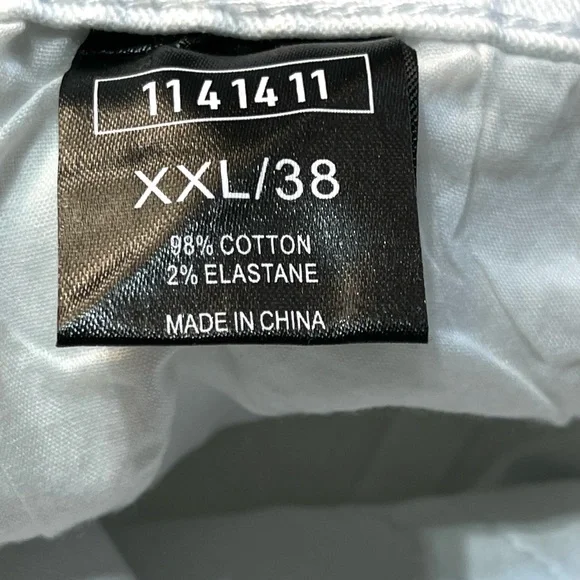 11 4 14 11
XXL/38
98% COTTON
2% ELASTANE
MADE IN CHINA